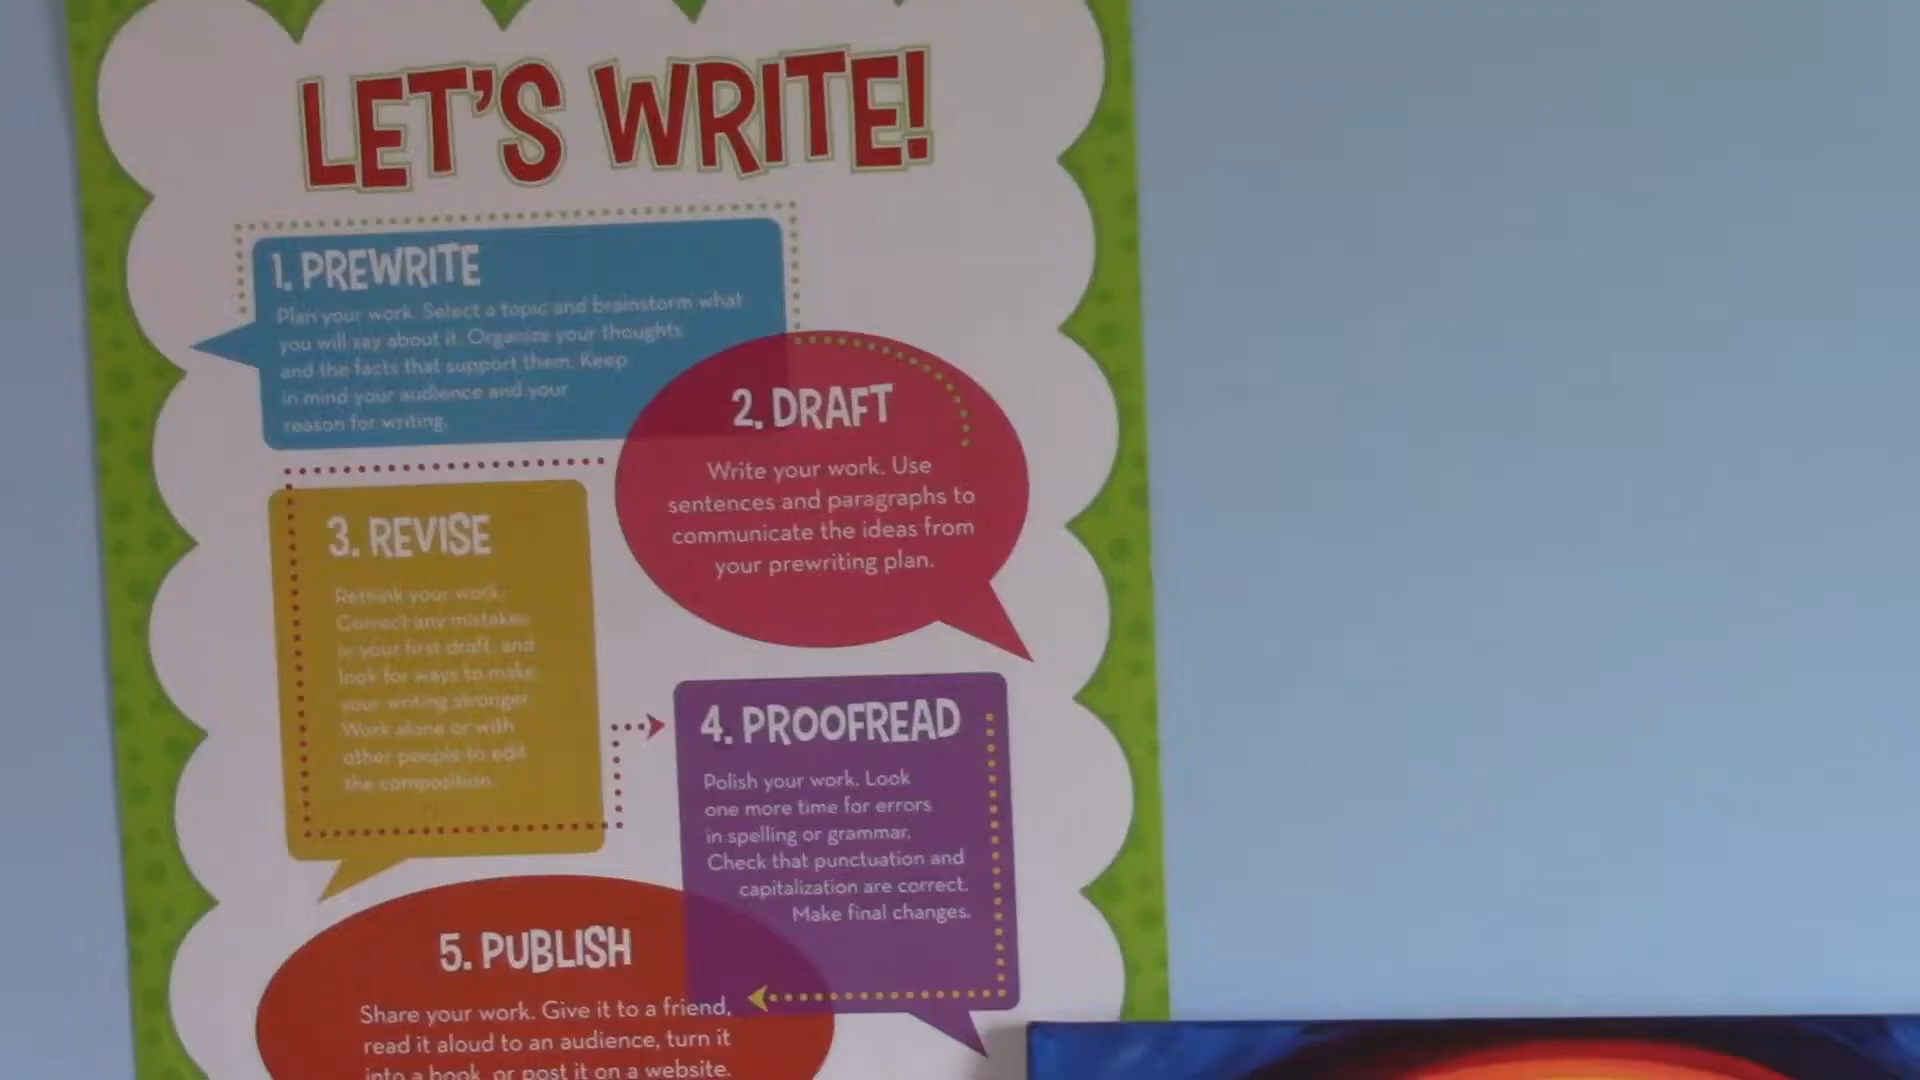 LET'S WRITE!
1. PREWRITE
Plan your work. Select a topic and brainstorm what
you will say about it. Organize your thoughts
and the facts that support them. Keep
in mind your audience and your
reason for writing.
2. DRAFT
Write your work. Use
sentences and paragraphs to
communicate the ideas from
your prewriting plan.
3. REVISE
Rethink your work.
Correct any mistakes
in your first draft, and
look for ways to make
your writing stronger.
Work alone or with
other people to edit
the composition.
4. PROOFREAD
Polish your work. Look
one more time for errors
in spelling or grammar.
Check that punctuation and
capitalization are correct.
Make final changes.
5. PUBLISH
Share your work. Give it to a friend,
read it aloud to an audience, turn it
into a book, or post it on a website.